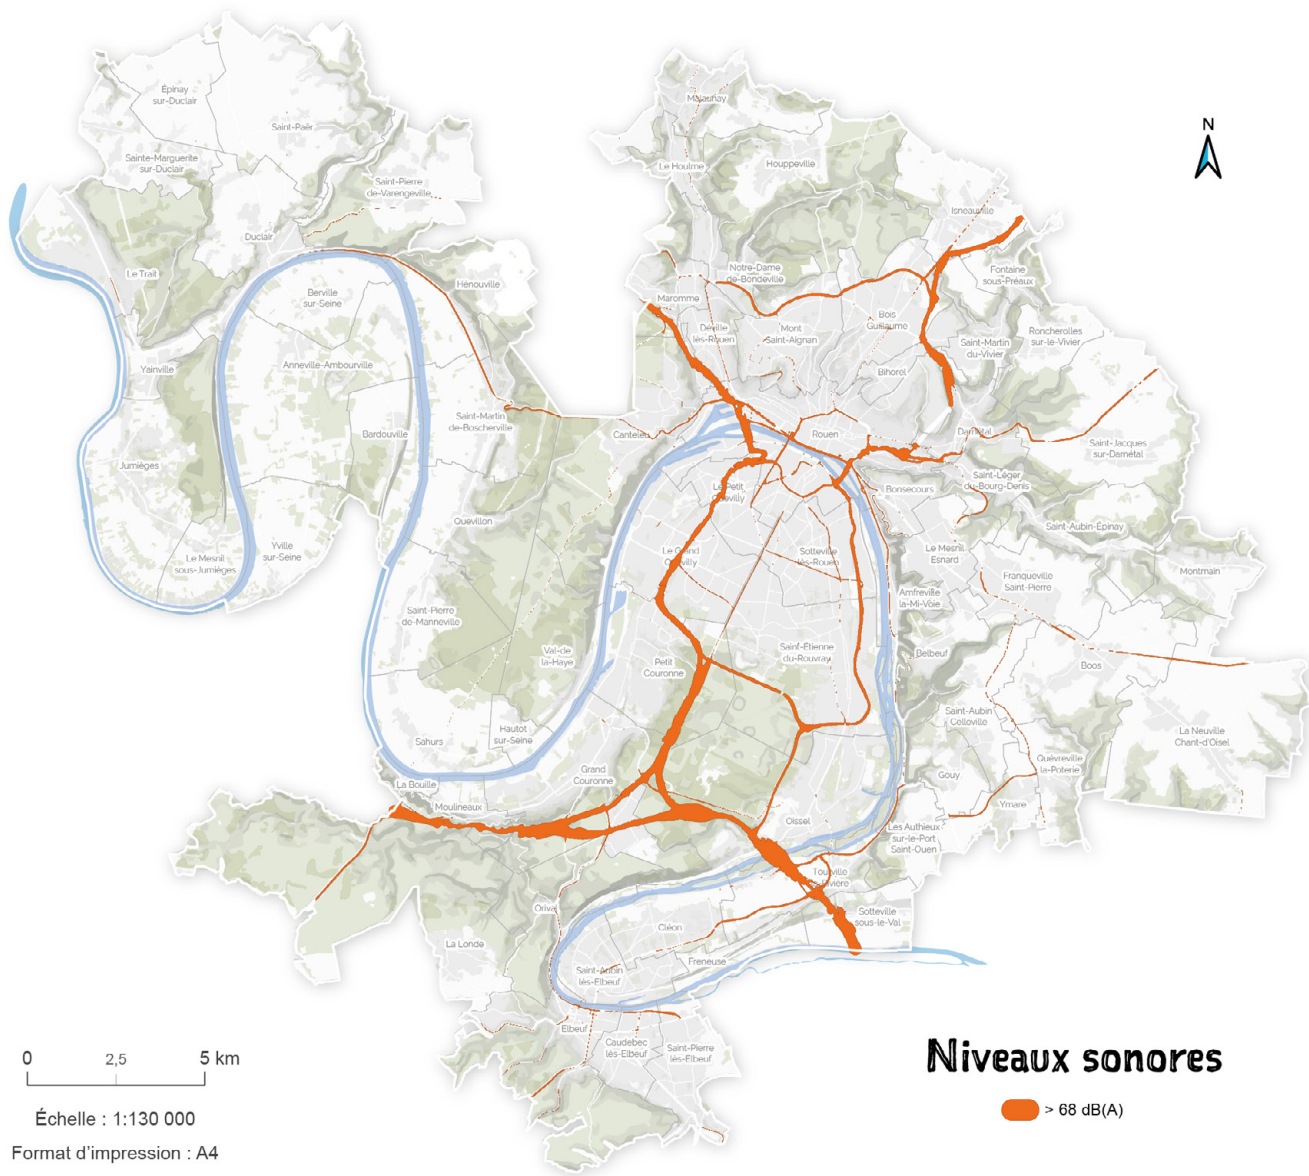 Épinay
sur-Duclair
Saint-Paër
Sainte-Marguerite
sur-Duclair
Saint-Pierre
de-Varengeville
Duclair
Le Trait
Hénouville
Berville
sur-Seine
Yainville
Anneville-Ambourville
Saint-Martin
de-Boscherville
Bardouville
Jumièges
Quevillon
Le Mesnil
sous-Jumièges
Yville
sur-Seine
Saint-Pierre
de-Manneville
Val-de
la-Haye
Hautot
sur-Seine
Sahurs
La Bouille
Moulineaux
Malaunay
Le Houlme
Houppeville
N
Isneauville
Notre-Dame
de-Bondeville
Fontaine
sous-Préaux
Maromme
Déville
lès-Rouen
Mont
Saint-Aignan
Bois
Guillaume
Roncherolles
sur-le-Vivier
Saint-Martin
du-Vivier
Bihorel
Canteleu
Rouen
Darnétal
Saint-Jacques
sur-Darnétal
Le Petit
Quevilly
Bonsecours
Saint-Léger
du-Bourg-Denis
Saint-Aubin-Épinay
Le Grand
Quevilly
Sotteville
lès-Rouen
Le Mesnil
Esnard
Montmain
Franqueville
Saint-Pierre
Amfreville
la-Mi-Voie
Petit
Couronne
Saint-Étienne
du-Rouvray
Belbeuf
Boos
Saint-Aubin
Celloville
La Neuville
Chant-d'Oisel
Grand
Couronne
Gouy
Quévreville
la-Poterie
Ymare
Oissel
Les Authieux
sur-le-Port
Saint-Ouen
Tourville
la-Rivière
Orival
Sotteville
sous-le-Val
Cléon
La Londe
Freneuse
Saint-Aubin
lès-Elbeuf
Elbeuf
Caudebec
lès-Elbeuf
Saint-Pierre
lès-Elbeuf
Niveaux sonores
> 68 dB(A)
0 2,5 5 km
Échelle : 1:130 000
Format d'impression : A4